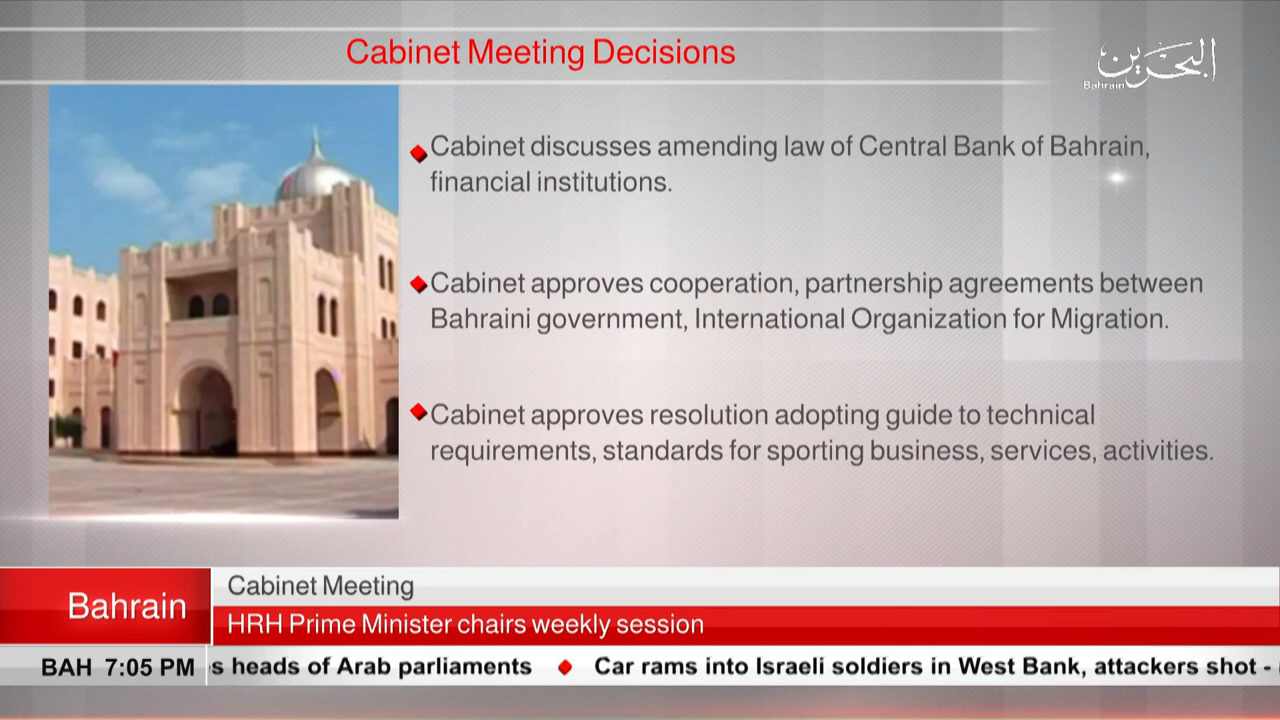 Cabinet Meeting Decisions
البحرين
Bahrain
Cabinet discusses amending law of Central Bank of Bahrain,
financial institutions.
Cabinet approves cooperation, partnership agreements between
Bahraini government, International Organization for Migration.
Cabinet approves resolution adopting guide to technical
requirements, standards for sporting business, services, activities.
Bahrain
Cabinet Meeting
HRH Prime Minister chairs weekly session
BAH 7:05 PM s heads of Arab parliaments Car rams into Israeli soldiers in West Bank, attackers shot -